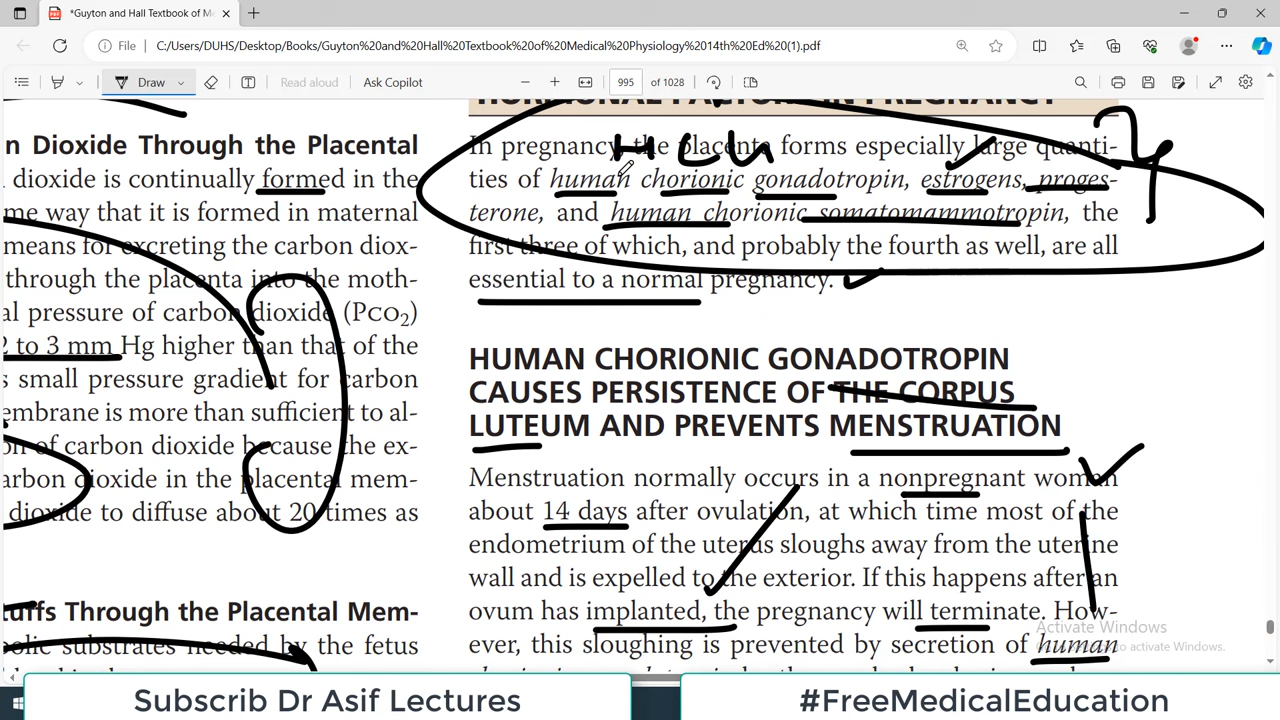 *Guyton and Hall Textbook of Me
File
C:/Users/DUHS/Desktop/Books/Guyton%20and%20Hall%20Textbook%20of%20Medical%20Physiology%2014th%20Ed%20(1).pdf
Draw
Read aloud
Ask Copilot
995 of 1028
n Dioxide Through the Placental
dioxide is continually formed in the
me way that it is formed in maternal
means for excreting the carbon diox-
through the placenta into the moth-
al pressure of carbon dioxide (PCO2)
2 to 3 mm Hg higher than that of the
s small pressure gradient for carbon
embrane is more than sufficient to al-
on of carbon dioxide because the ex-
arbon dioxide in the placental mem-
dioxide to diffuse about 20 times as
tuffs Through the Placental Mem-
bolic substrates needed by the fetus
HORMONAL FACTORS IN PREGNANCY
HCG
24
In pregnancy, the placenta forms especially large quanti-
ties of human chorionic gonadotropin, estrogens, proges-
terone, and human chorionic somatomammotropin, the
first three of which, and probably the fourth as well, are all
essential to a normal pregnancy.
HUMAN CHORIONIC GONADOTROPIN
CAUSES PERSISTENCE OF THE CORPUS
LUTEUM AND PREVENTS MENSTRUATION
Menstruation normally occurs in a nonpregnant woman
about 14 days after ovulation, at which time most of the
endometrium of the uterus sloughs away from the uterine
wall and is expelled to the exterior. If this happens after an
ovum has implanted, the pregnancy will terminate. How-
ever, this sloughing is prevented by secretion of human
Activate Windows
to activate Windows.
Subscrib Dr Asif Lectures
#FreeMedicalEducation